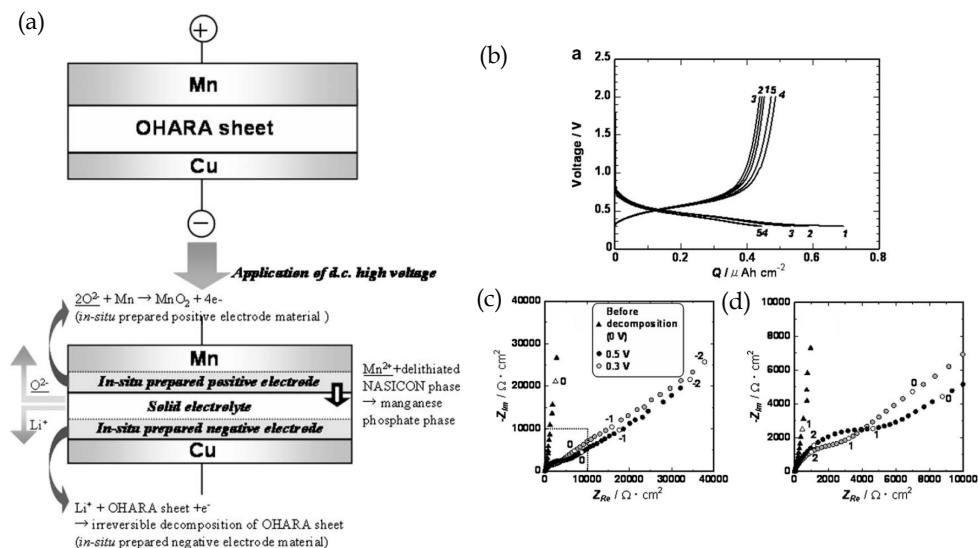 (a)
+
Mn
OHARA sheet
Cu
−
Application of d.c. high voltage
2O²⁻ + Mn → MnO₂ + 4e-
(in-situ prepared positive electrode material )
Mn
In-situ prepared positive electrode
Solid electrolyte
In-situ prepared negative electrode
Cu
O²⁻
Li⁺
Mn²⁺+delithiated
NASICON phase
→ manganese
phosphate phase
Li⁺ + OHARA sheet +e⁻
→ irreversible decomposition of OHARA sheet
(in-situ prepared negative electrode material)
(b)
a
Voltage / V
2.5
2.0
1.5
1.0
0.5
0.0
0
0.2
0.4
0.6
0.8
Q / μ Ah cm⁻²
3 2 1 5 4
5 4 3 2 1
(c)
-Z_Im / Ω · cm²
40000
30000
20000
10000
0
0
10000
20000
30000
40000
Z_Re / Ω · cm²
Before
decomposition
(0 V)
0.5 V
0.3 V
0
-2
-2
-1
-1
0
0
(d)
-Z_Im / Ω · cm²
10000
8000
6000
4000
2000
0
0
2000
4000
6000
8000
10000
Z_Re / Ω · cm²
0
0
1
1
1
2
2